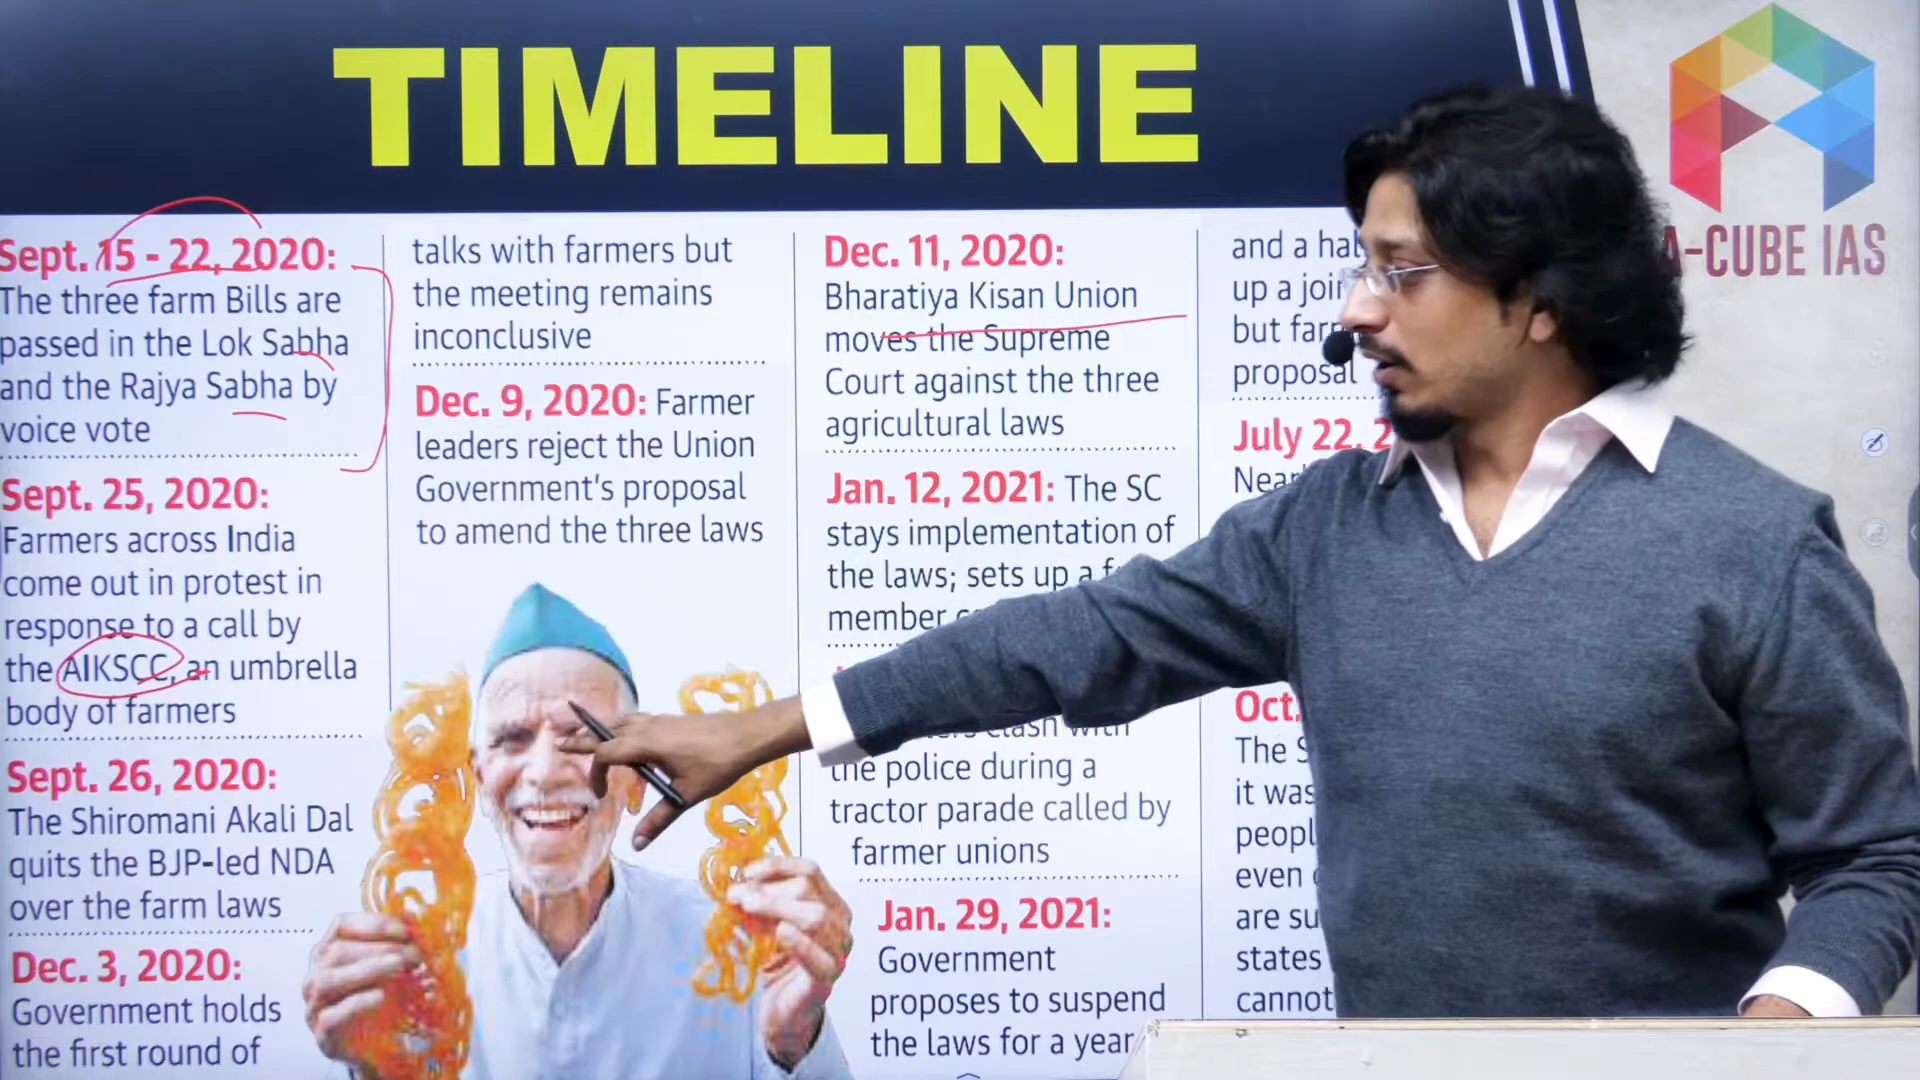 TIMELINE
Sept. 15 - 22, 2020:
The three farm Bills are
passed in the Lok Sabha
and the Rajya Sabha by
voice vote
Sept. 25, 2020:
Farmers across India
come out in protest in
response to a call by
the AIKSCC, an umbrella
body of farmers
Sept. 26, 2020:
The Shiromani Akali Dal
quits the BJP-led NDA
over the farm laws
Dec. 3, 2020:
Government holds
the first round of
talks with farmers but
the meeting remains
inconclusive
Dec. 9, 2020: Farmer
leaders reject the Union
Government's proposal
to amend the three laws
Dec. 11, 2020:
Bharatiya Kisan Union
moves the Supreme
Court against the three
agricultural laws
Jan. 12, 2021: The SC
stays implementation of
the laws; sets up a
member
clash with
the police during a
tractor parade called by
farmer unions
Jan. 29, 2021:
Government
proposes to suspend
the laws for a year
and a
up a
but
proposal
July 22,
Oct.
The
it was
even
are
states
cannot
A-CUBE IAS